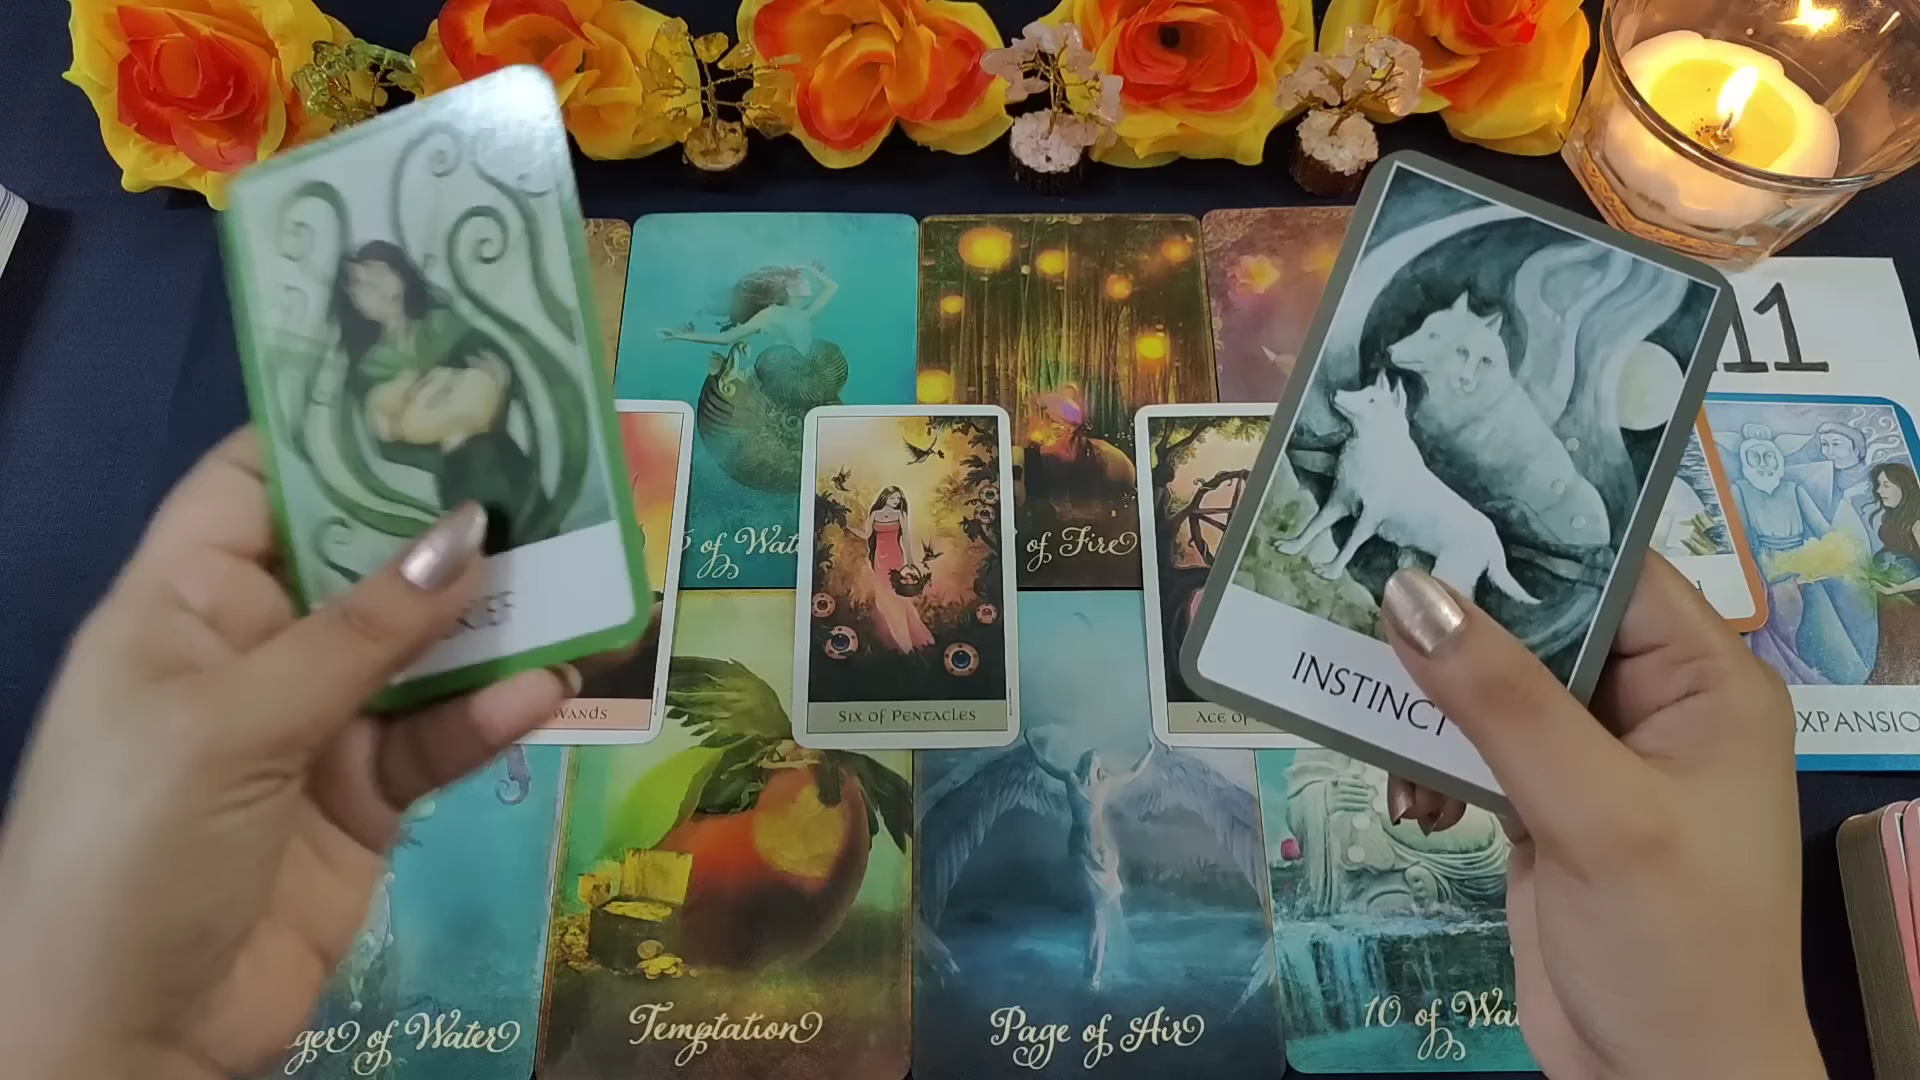 11
of Wat
of Fire
Wands
Six of Pentacles
Ace of
INSTINCT
XPANSIO
ger of Water
Temptation
Page of Air
10 of Wat